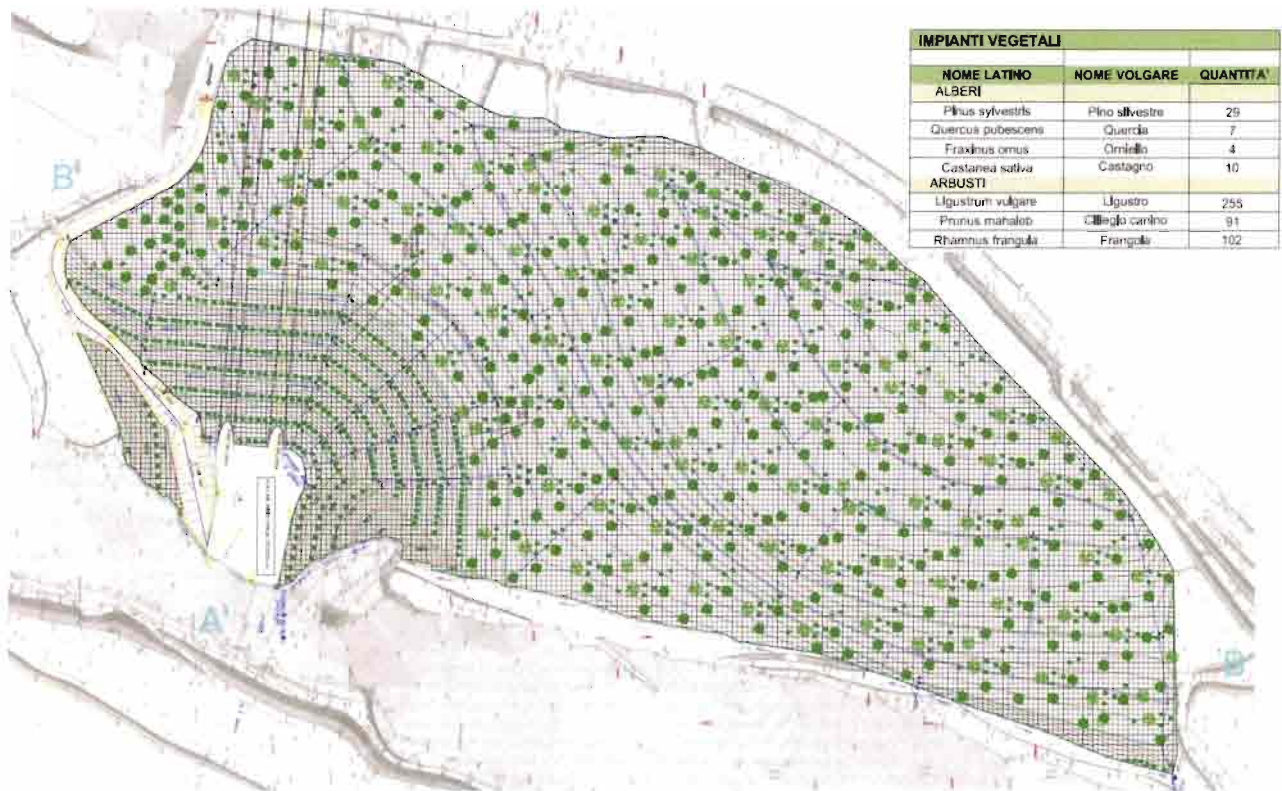 IMPIANTI VEGETALI
NOME LATINO NOME VOLGARE QUANTITA'
ALBERI
Pinus sylvestris Pino silvestre 29
Quercus pubescens Quercia 7
Fraxinus ornus Orniello 4
Castanea sativa Castagno 10
ARBUSTI
Ligustrum vulgare Ligustro 255
Prunus mahaleb Ciliegio canino 91
Rhamnus frangula Frangola 102
B'
A'
B